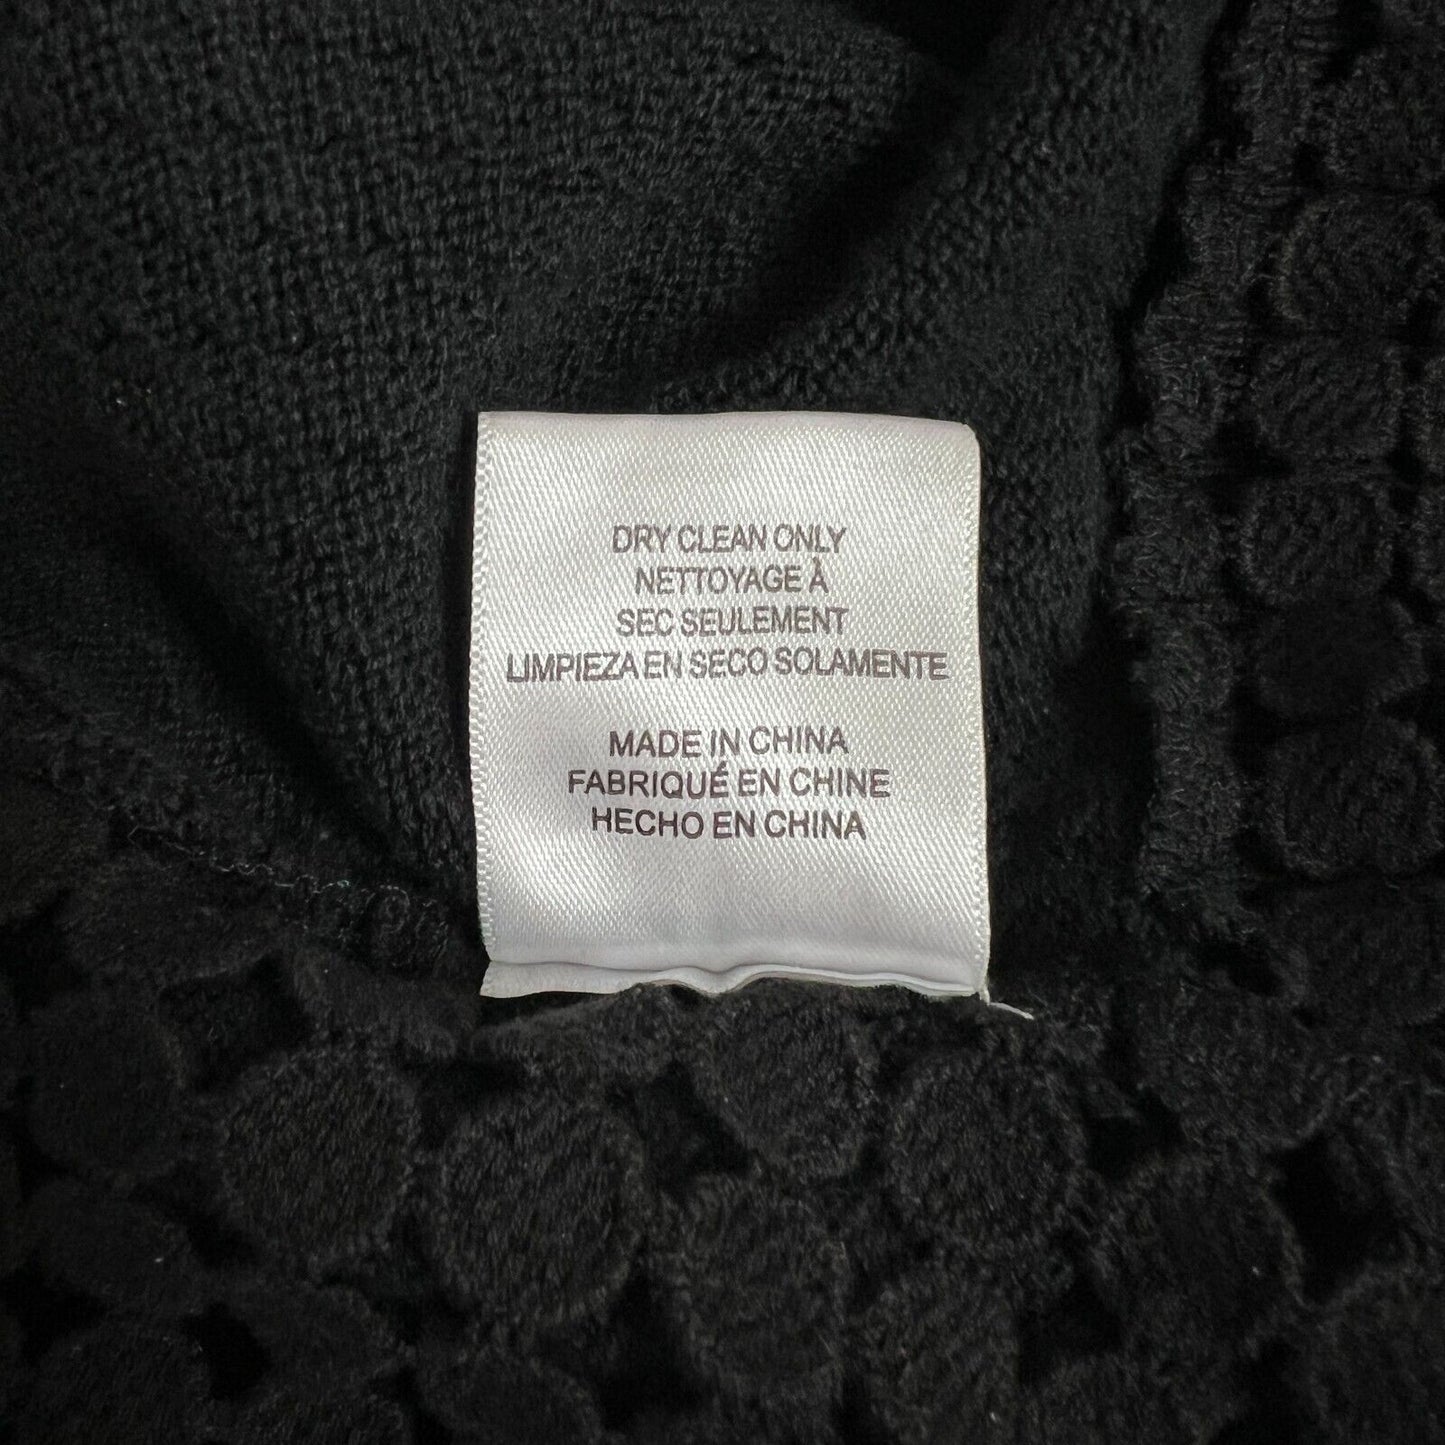 DRY CLEAN ONLY
NETTOYAGE À
SEC SEULEMENT
LIMPIEZA EN SECO SOLAMENTE
MADE IN CHINA
FABRIQUÉ EN CHINE
HECHO EN CHINA